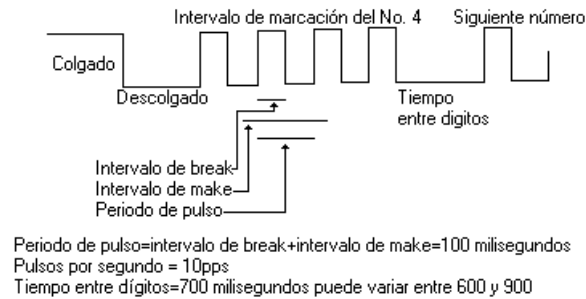 Intervalo de marcación del No. 4
Siguiente número
Colgado
Descolgado
Tiempo
entre digitos
Intervalo de break
Intervalo de make
Periodo de pulso
Periodo de pulso=intervalo de break+intervalo de make=100 milisegundos
Pulsos por segundo = 10pps
Tiempo entre dígitos=700 milisegundos puede variar entre 600 y 900